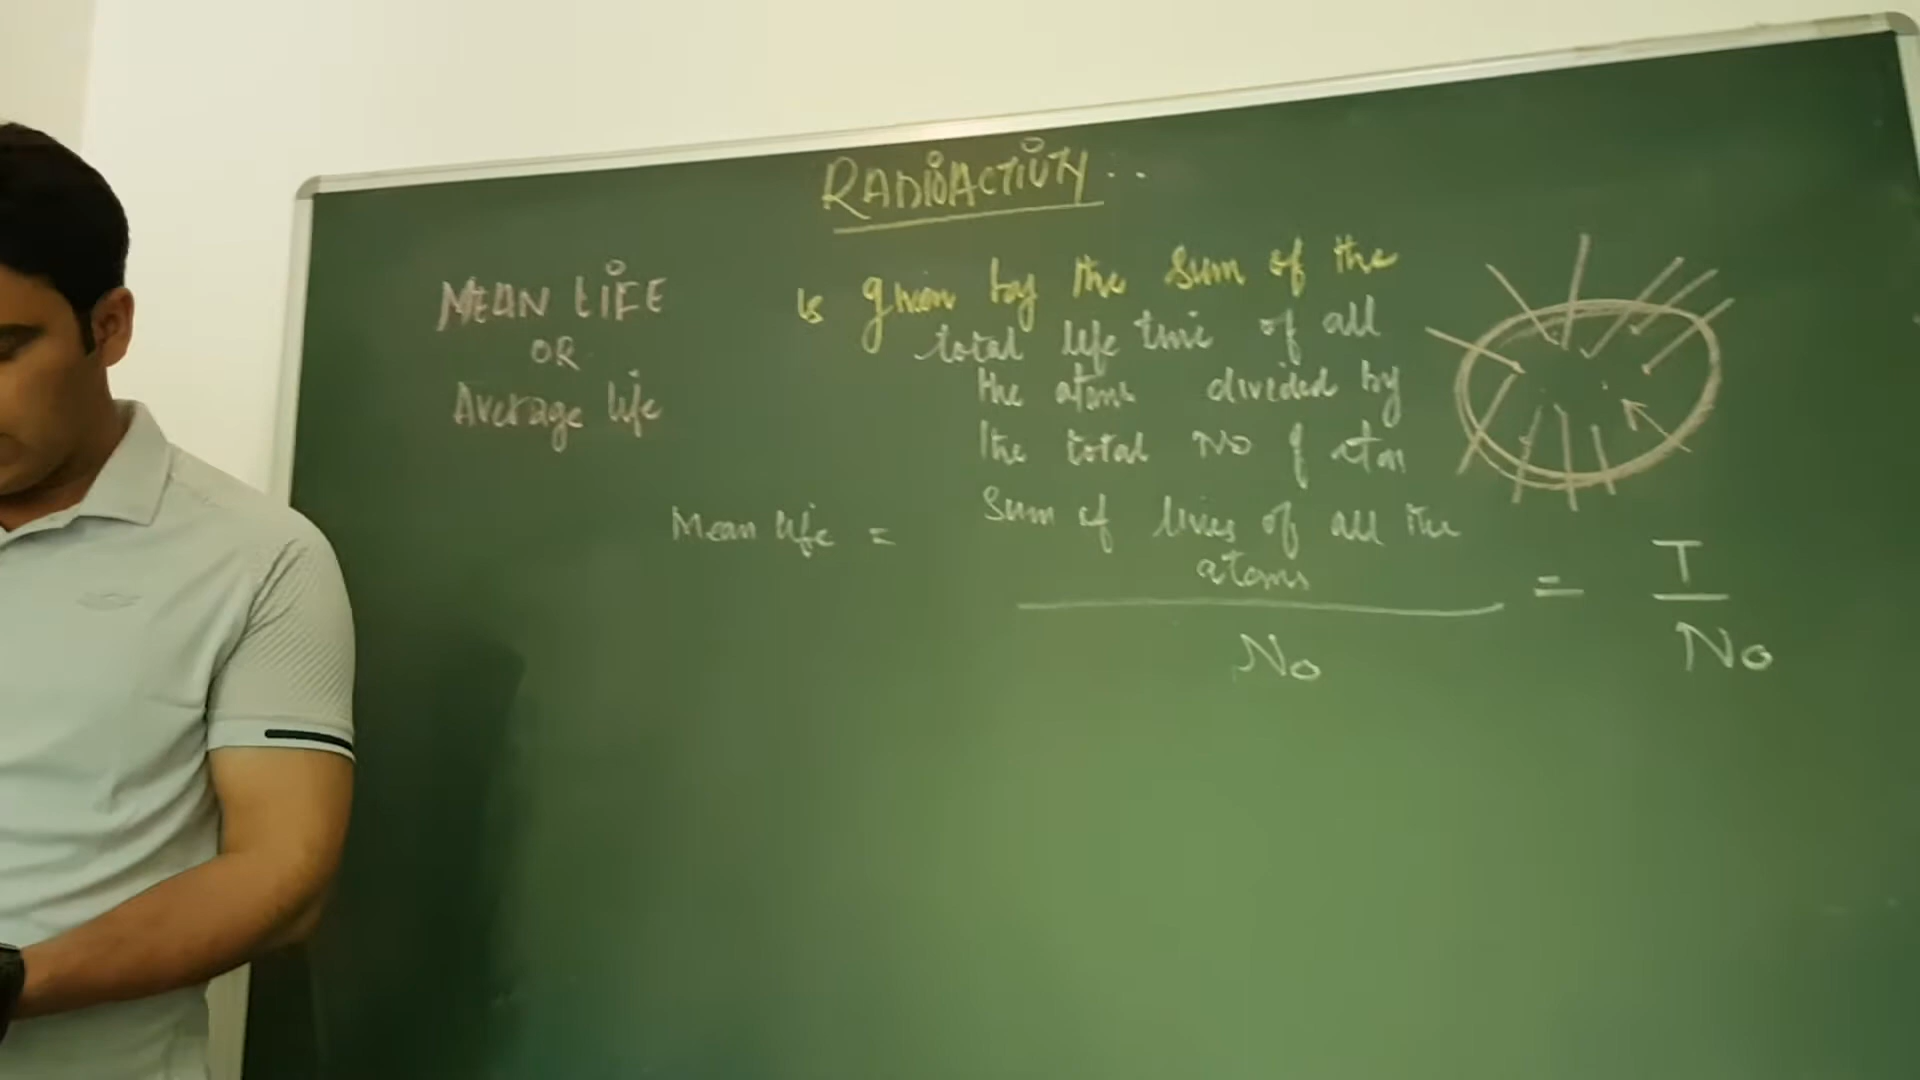 RADIOACTIVITY..
MEAN LIFE
OR
Average life
is given by the sum of the
total life time of all
the atoms divided by
the total No of atom
Mean life = Sum of lives of all the
atoms
No
= T
No